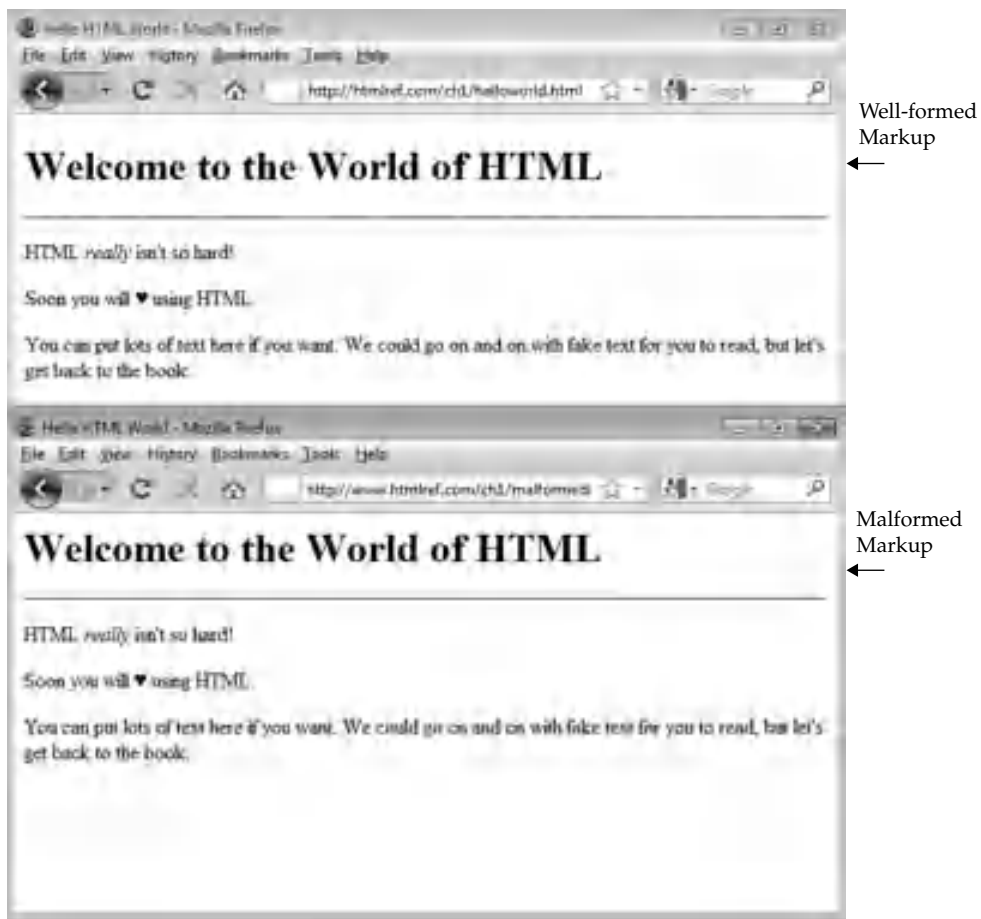 Hello HTML World - Mozilla Firefox
File Edit View History Bookmarks Tools Help
http://htmlref.com/ch1/helloworld.html
Google
Well-formed
Markup
Welcome to the World of HTML
HTML really isn't so hard!
Soon you will ♥ using HTML.
You can put lots of text here if you want. We could go on and on with fake text for you to read, but let's
get back to the book.
Hello HTML World - Mozilla Firefox
File Edit View History Bookmarks Tools Help
http://www.htmlref.com/ch1/malformed
Google
Malformed
Markup
Welcome to the World of HTML
HTML really isn't so hard!
Soon you will ♥ using HTML.
You can put lots of text here if you want. We could go on and on with fake text for you to read, but let's
get back to the book.